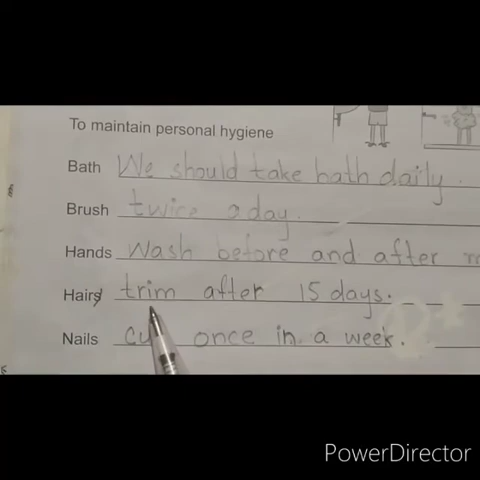 To maintain personal hygiene
Bath We should take bath daily.
Brush twice a day.
Hands wash before and after
Hairs trim after 15 days.
Nails once in a week.
PowerDirector